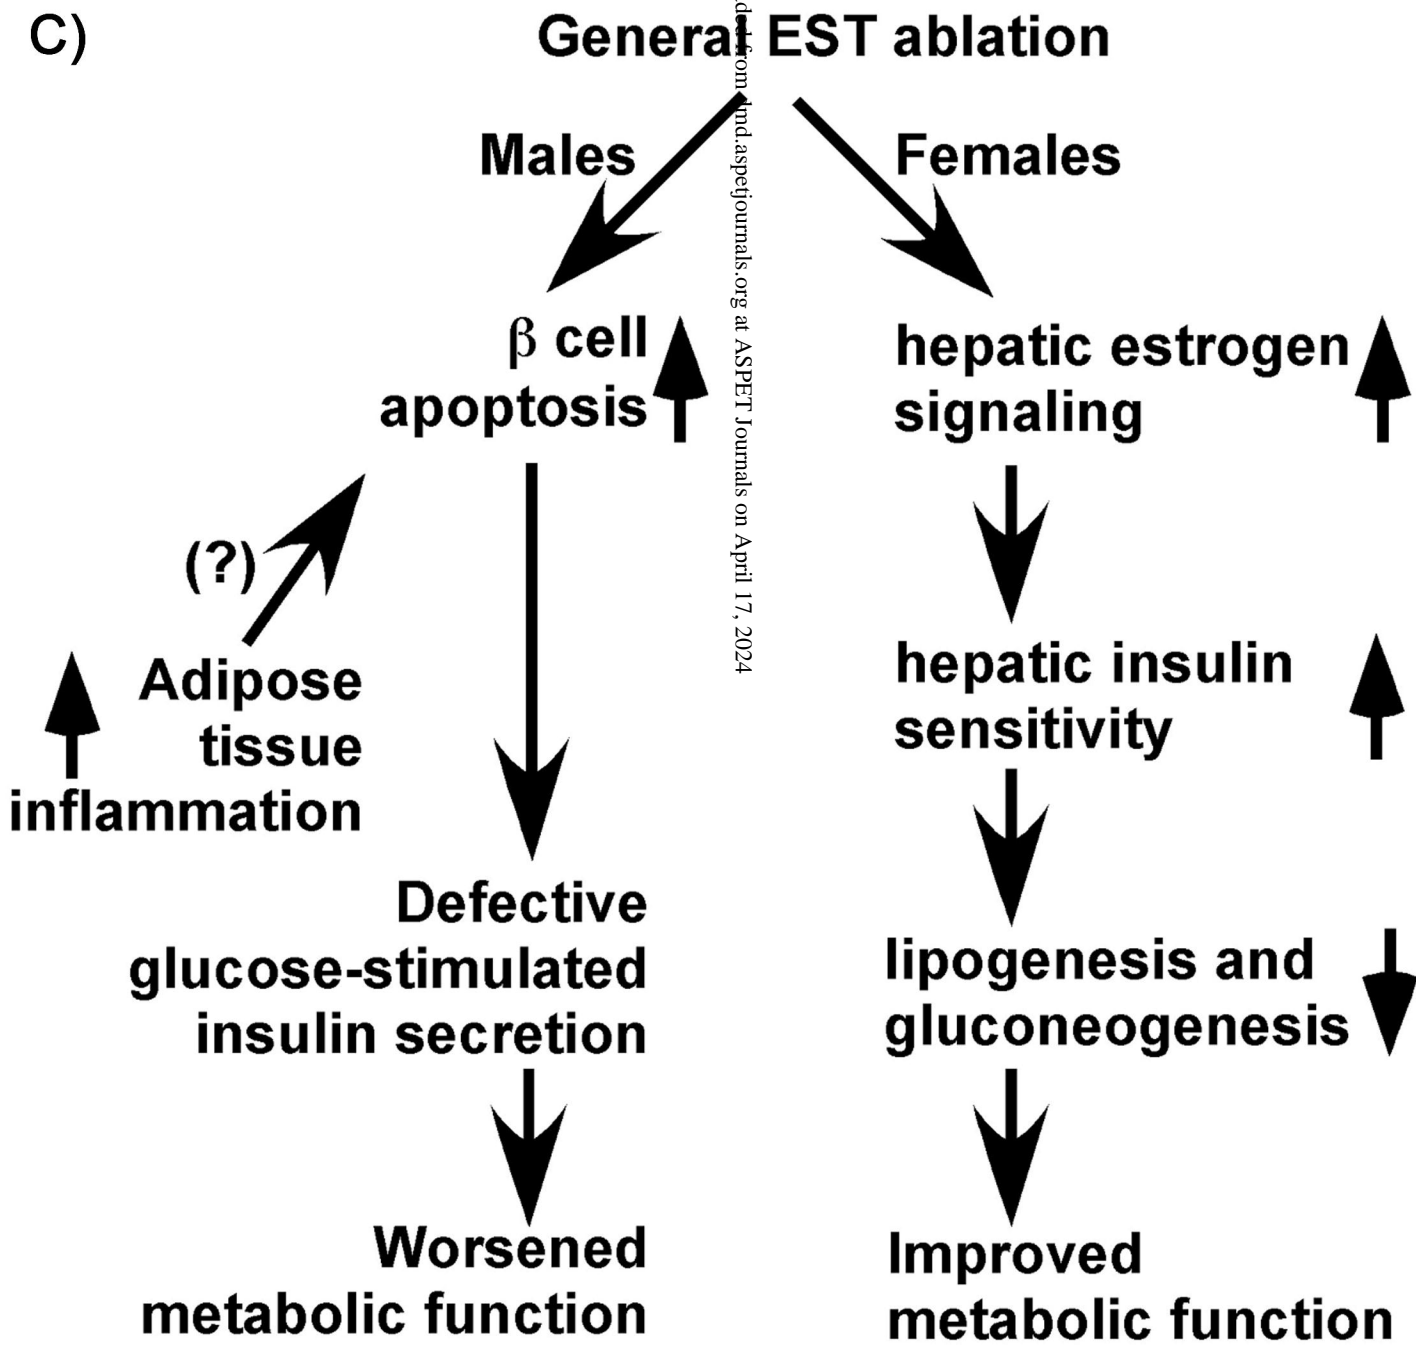 C)
General EST ablation
Males
Females
β cell
apoptosis
hepatic estrogen
signaling
(?)
Adipose
tissue
inflammation
hepatic insulin
sensitivity
Defective
glucose-stimulated
insulin secretion
lipogenesis and
gluconeogenesis
Worsened
metabolic function
Improved
metabolic function
from dmd.aspetjournals.org at ASPET Journals on April 17, 2024